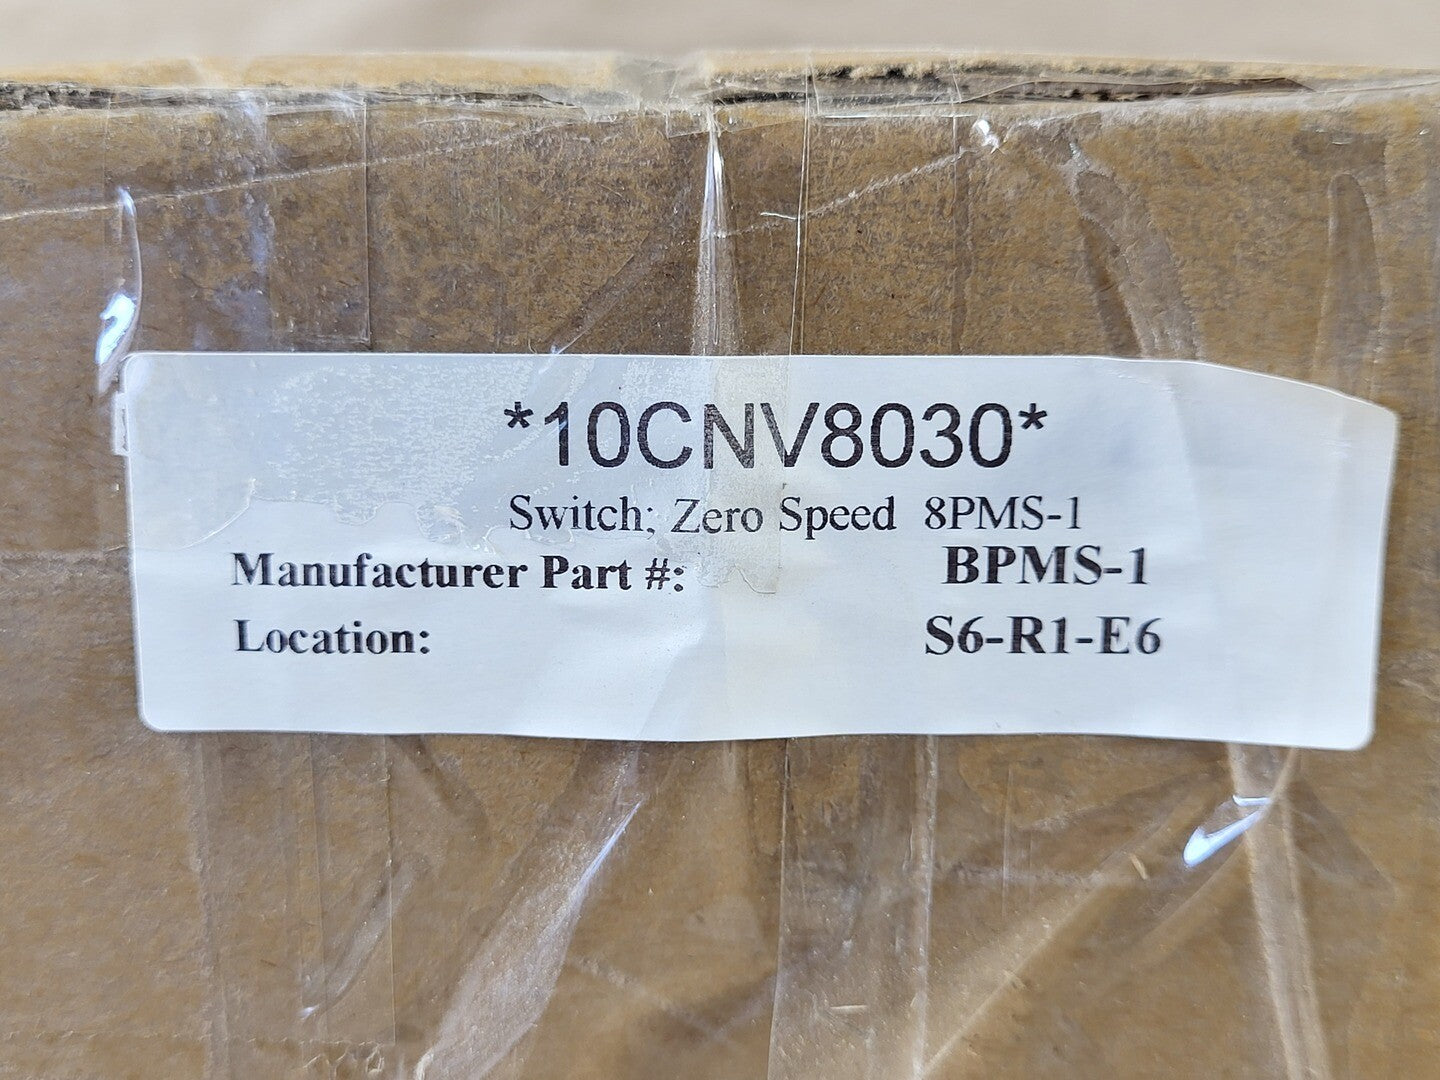 *10CNV8030*
Switch; Zero Speed 8PMS-1
Manufacturer Part #: BPMS-1
Location: S6-R1-E6